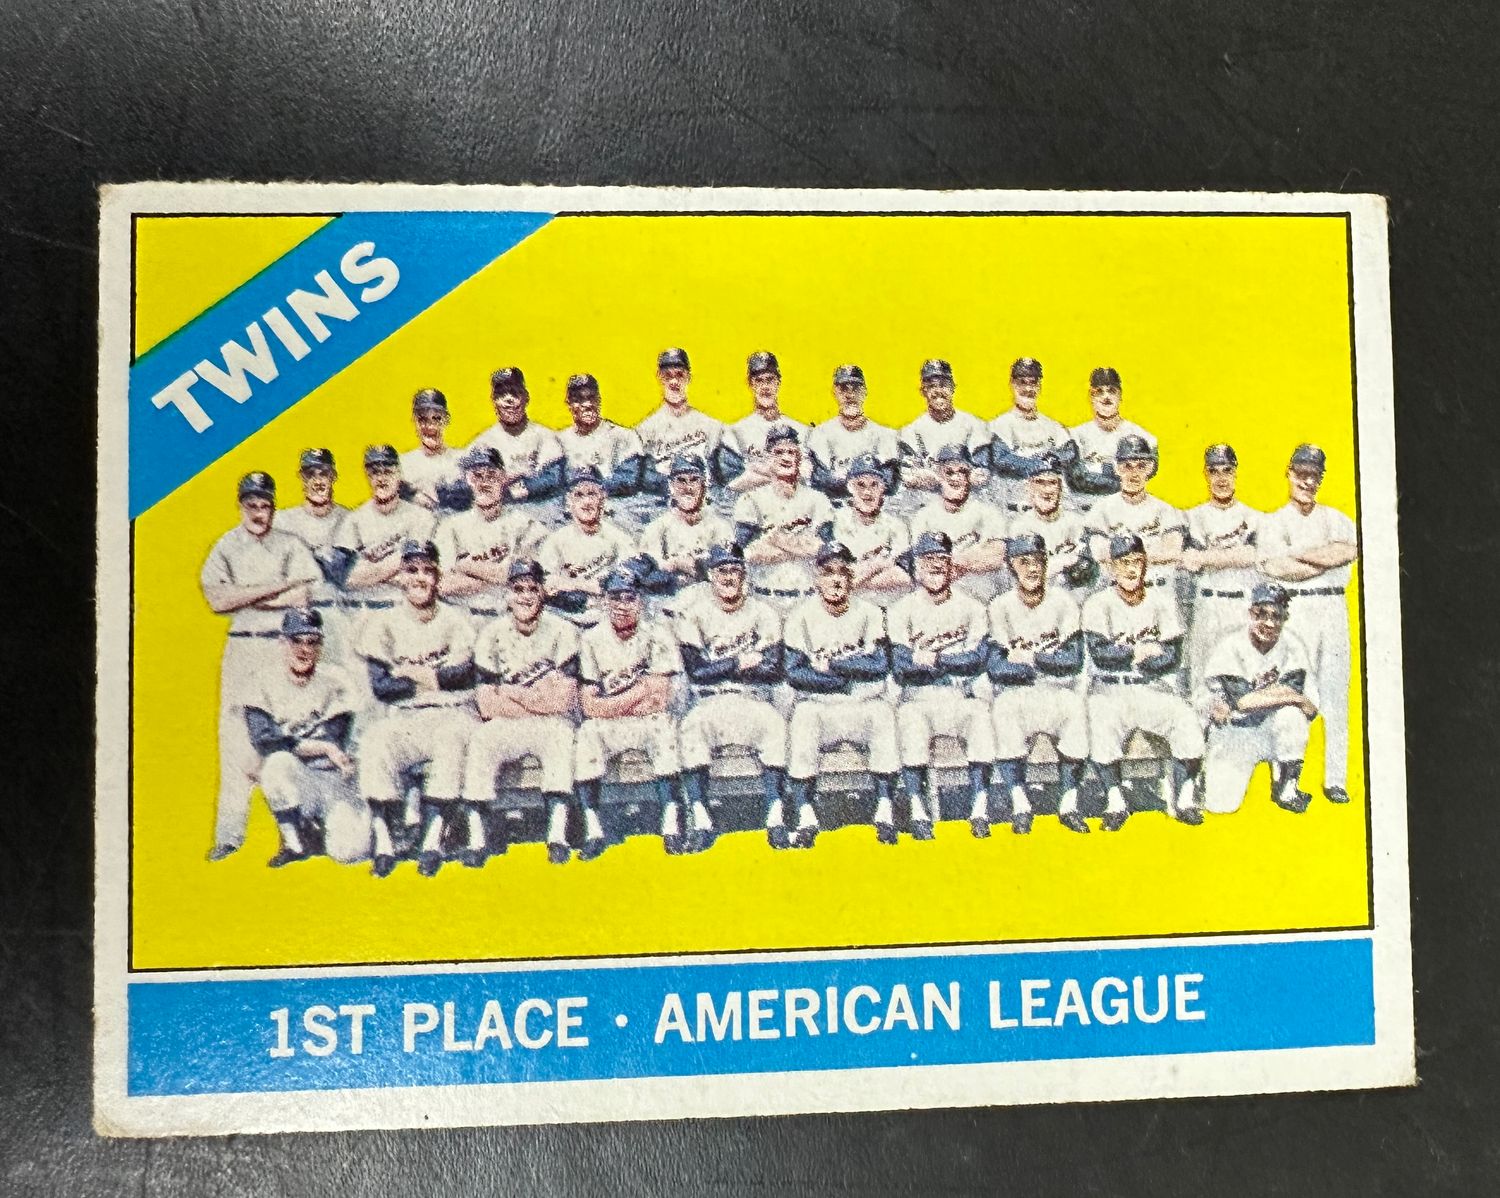 TWINS
1ST PLACE · AMERICAN LEAGUE